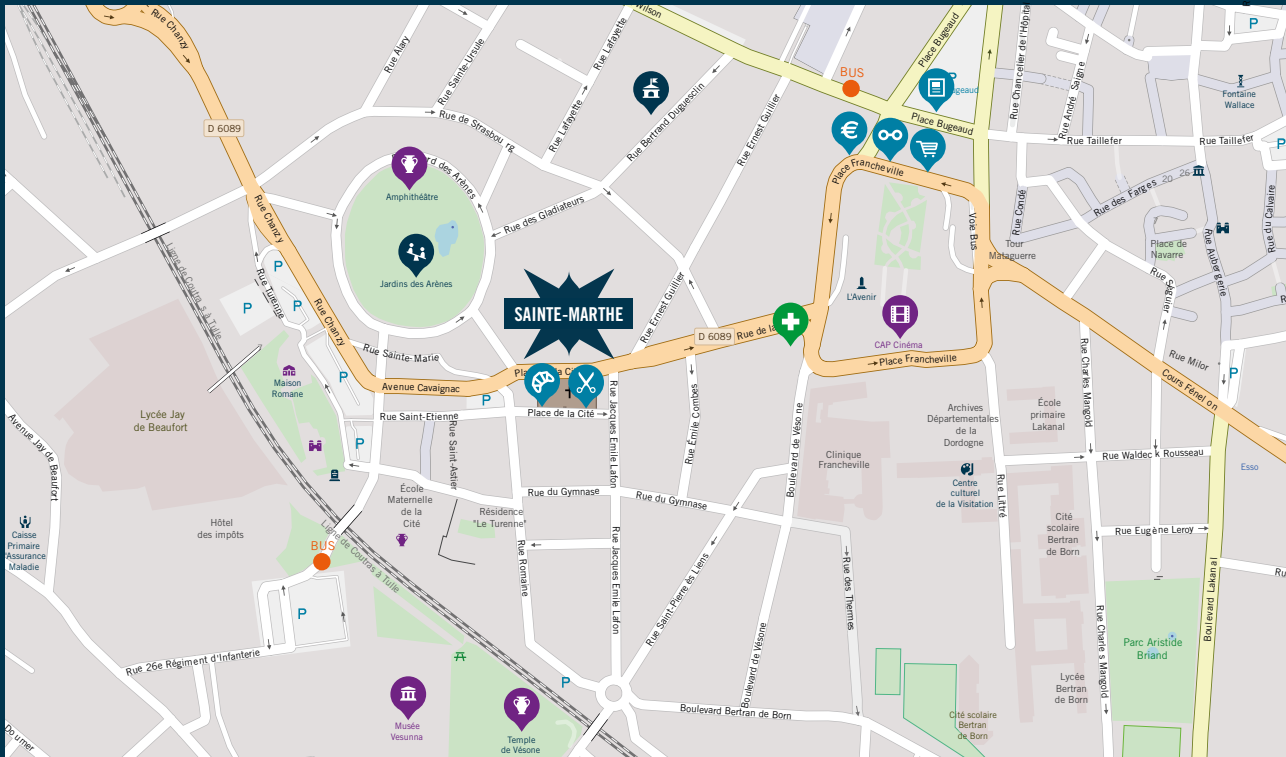 Rue Chanzy
Rue Alary
Rue Sainte-Ursule
Rue Lafayette
Wilson
Place Bugeaud
Rue Chancelier de l'Hôpital
Rue André Saigne
P
BUS
Fontaine
Wallace
D 6089
Rue de Strasbourg
Rue Lafayette
Rue Bertrand Duguesclin
Rue Ernest Guillier
€
Place Bugeaud
Rue Taillefer
Rue Taillefer
P
Amphithéâtre
Place Francheville
Rue des Farges
20
26
Rue du Calvaire
Rue Chanzy
Rue des Gladiateurs
Voie Bus
Rue Condé
Tour
Mataguerre
Place de
Navarre
Rue Aubergerie
Ligne de Coutras à Tulle
P
Rue Turenne
Jardins des Arènes
P
P
SAINTE-MARTHE
Rue Ernest Guillier
L'Avenir
Rue Chanzy
D 6089
CAP Cinéma
Rue Sainte-Marie
Place Francheville
Rue Charles Mangold
Rue Milor
P
Maison
Romane
P
Avenue Cavaignac
P
Rue Émile Combes
Cours Fénelon
Lycée Jay
de Beaufort
Rue Saint-Etienne
Place de la Cité
Rue Jacques Emile Lafon
Boulevard de Vésone
Archives
Départementales
de la
Dordogne
École
primaire
Lakanal
Avenue Jay de Beaufort
P
Rue Saint-Astier
Clinique
Francheville
Rue Waldeck Rousseau
Esso
Centre
culturel
de la Visitation
Rue Littré
École
Maternelle
de la
Cité
Rue du Gymnase
Rue du Gymnase
Résidence
"Le Turenne"
Hôtel
des impôts
Cité
scolaire
Bertran
de Born
Rue Eugène Leroy
Caisse
Primaire
BUS
Ligne de Coutras à Tulle
Assurance
Maladie
Rue Romaine
Rue Jacques Emile Lafon
Rue Saint-Pierre ès Liens
Rue des Thermes
Boulevard Lakanal
P
Rue Charles Mangold
Parc Aristide
Briand
Rue 26e Régiment d'Infanterie
P
Boulevard de Vésone
Lycée
Bertran
de Born
Boulevard Bertran de Born
Cité scolaire
Bertran
de Born
Musée
Vesunna
Temple
de Vésone